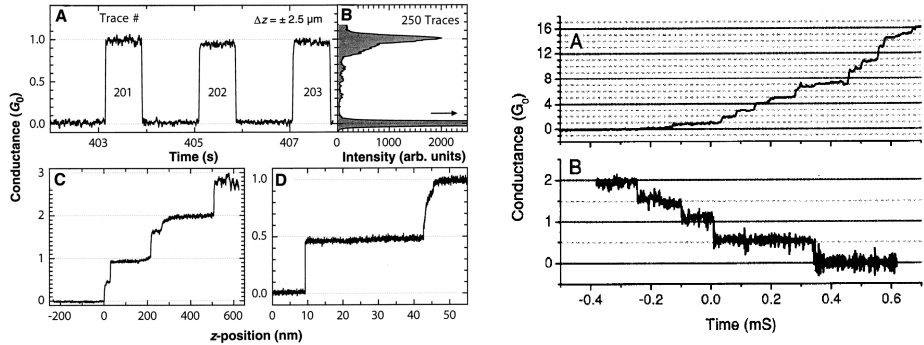 A
Trace #
Δz = ± 2.5 µm
B
250 Traces
1.0
0.5
0.0
201
202
203
403
405
407
0
1000
2000
Time (s)
Intensity (arb. units)
Conductance (G₀)
C
3
2
1
0
-200
0
200
400
600
D
1.0
0.5
0.0
0
10
20
30
40
50
z-position (nm)
A
16
12
8
4
0
Conductance (G₀)
B
2
1
0
-0.4
-0.2
0.0
0.2
0.4
0.6
Time (mS)